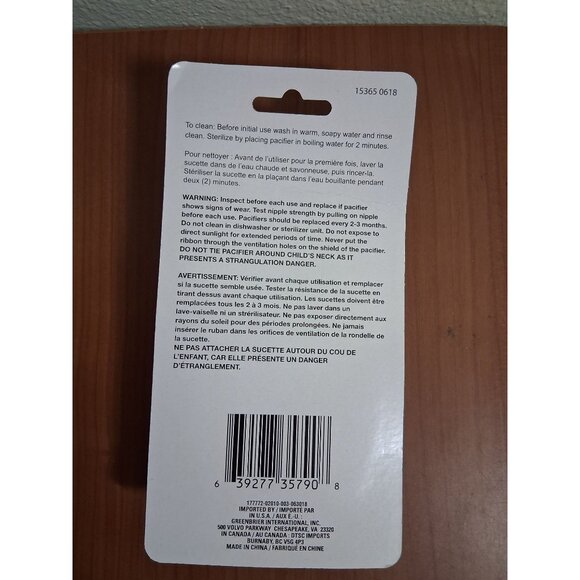 15365 0618
To clean: Before initial use wash in warm, soapy water and rinse
clean. Sterilize by placing pacifier in boiling water for 2 minutes.
Pour nettoyer : Avant de l'utiliser pour la première fois, laver la
sucette dans de l'eau chaude et savonneuse, puis rincer-la.
Stériliser la sucette en la plaçant dans l'eau bouillante pendant
deux (2) minutes.
WARNING: Inspect before each use and replace if pacifier
shows signs of wear. Test nipple strength by pulling on nipple
before each use. Pacifiers should be replaced every 2-3 months.
Do not clean in dishwasher or sterilizer unit. Do not expose to
direct sunlight for extended periods of time. Never put the
ribbon through the ventilation holes on the shield of the pacifier.
DO NOT TIE PACIFIER AROUND CHILD'S NECK AS IT
PRESENTS A STRANGULATION DANGER.
AVERTISSEMENT: Vérifier avant chaque utilisation et remplacer
si la sucette semble usée. Tester la résistance de la sucette en
tirant dessus avant chaque utilisation. Les sucettes doivent être
remplacées tous les 2 à 3 mois. Ne pas laver dans un
lave-vaiselle ni un stérilisateur. Ne pas exposer directement aux
rayons du soleil pour des périodes prolongées. Ne jamais
insérer le ruban dans les orifices de ventilation de la rondelle de
la sucette.
NE PAS ATTACHER LA SUCETTE AUTOUR DU COU DE
L'ENFANT, CAR ELLE PRÉSENTE UN DANGER
D'ÉTRANGLEMENT.
6 39277 35790 8
177772-02010-003-063018
IMPORTED BY / IMPORTE PAR
IN U.S.A. / AUX E.-U. :
GREENBRIER INTERNATIONAL, INC.
500 VOLVO PARKWAY CHESAPEAKE, VA 23320
IN CANADA / AU CANADA : DTSC IMPORTS
BURNABY, BC V5G 4P3
MADE IN CHINA / FABRIQUÉ EN CHINE